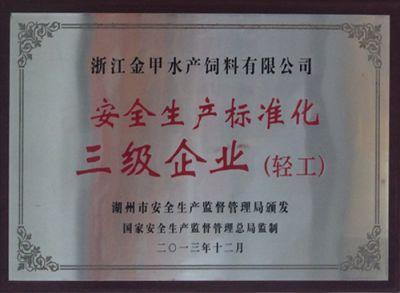 浙江金甲水产饲料有限公司
安全生产标准化
三级企业(轻工)
湖州市安全生产监督管理局颁发
国家安全生产监督管理总局监制
二〇一三年十二月